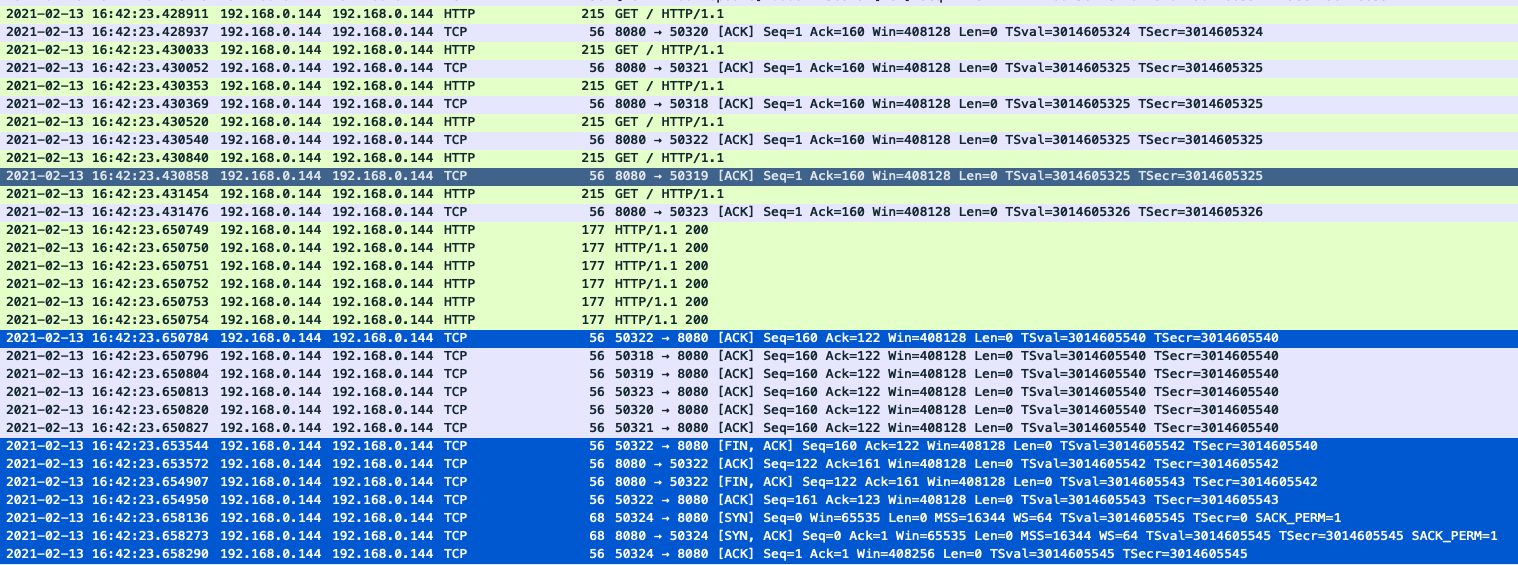 2021-02-13 16:42:23.428911 192.168.0.144 192.168.0.144 HTTP 215 GET / HTTP/1.1
2021-02-13 16:42:23.428937 192.168.0.144 192.168.0.144 TCP 56 8080 → 50320 [ACK] Seq=1 Ack=160 Win=408128 Len=0 TSval=3014605324 TSecr=3014605324
2021-02-13 16:42:23.430033 192.168.0.144 192.168.0.144 HTTP 215 GET / HTTP/1.1
2021-02-13 16:42:23.430052 192.168.0.144 192.168.0.144 TCP 56 8080 → 50321 [ACK] Seq=1 Ack=160 Win=408128 Len=0 TSval=3014605325 TSecr=3014605325
2021-02-13 16:42:23.430353 192.168.0.144 192.168.0.144 HTTP 215 GET / HTTP/1.1
2021-02-13 16:42:23.430369 192.168.0.144 192.168.0.144 TCP 56 8080 → 50318 [ACK] Seq=1 Ack=160 Win=408128 Len=0 TSval=3014605325 TSecr=3014605325
2021-02-13 16:42:23.430520 192.168.0.144 192.168.0.144 HTTP 215 GET / HTTP/1.1
2021-02-13 16:42:23.430540 192.168.0.144 192.168.0.144 TCP 56 8080 → 50322 [ACK] Seq=1 Ack=160 Win=408128 Len=0 TSval=3014605325 TSecr=3014605325
2021-02-13 16:42:23.430840 192.168.0.144 192.168.0.144 HTTP 215 GET / HTTP/1.1
2021-02-13 16:42:23.430858 192.168.0.144 192.168.0.144 TCP 56 8080 → 50319 [ACK] Seq=1 Ack=160 Win=408128 Len=0 TSval=3014605325 TSecr=3014605325
2021-02-13 16:42:23.431454 192.168.0.144 192.168.0.144 HTTP 215 GET / HTTP/1.1
2021-02-13 16:42:23.431476 192.168.0.144 192.168.0.144 TCP 56 8080 → 50323 [ACK] Seq=1 Ack=160 Win=408128 Len=0 TSval=3014605326 TSecr=3014605326
2021-02-13 16:42:23.650749 192.168.0.144 192.168.0.144 HTTP 177 HTTP/1.1 200
2021-02-13 16:42:23.650750 192.168.0.144 192.168.0.144 HTTP 177 HTTP/1.1 200
2021-02-13 16:42:23.650751 192.168.0.144 192.168.0.144 HTTP 177 HTTP/1.1 200
2021-02-13 16:42:23.650752 192.168.0.144 192.168.0.144 HTTP 177 HTTP/1.1 200
2021-02-13 16:42:23.650753 192.168.0.144 192.168.0.144 HTTP 177 HTTP/1.1 200
2021-02-13 16:42:23.650754 192.168.0.144 192.168.0.144 HTTP 177 HTTP/1.1 200
2021-02-13 16:42:23.650784 192.168.0.144 192.168.0.144 TCP 56 50322 → 8080 [ACK] Seq=160 Ack=122 Win=408128 Len=0 TSval=3014605540 TSecr=3014605540
2021-02-13 16:42:23.650796 192.168.0.144 192.168.0.144 TCP 56 50318 → 8080 [ACK] Seq=160 Ack=122 Win=408128 Len=0 TSval=3014605540 TSecr=3014605540
2021-02-13 16:42:23.650804 192.168.0.144 192.168.0.144 TCP 56 50319 → 8080 [ACK] Seq=160 Ack=122 Win=408128 Len=0 TSval=3014605540 TSecr=3014605540
2021-02-13 16:42:23.650813 192.168.0.144 192.168.0.144 TCP 56 50323 → 8080 [ACK] Seq=160 Ack=122 Win=408128 Len=0 TSval=3014605540 TSecr=3014605540
2021-02-13 16:42:23.650820 192.168.0.144 192.168.0.144 TCP 56 50320 → 8080 [ACK] Seq=160 Ack=122 Win=408128 Len=0 TSval=3014605540 TSecr=3014605540
2021-02-13 16:42:23.650827 192.168.0.144 192.168.0.144 TCP 56 50321 → 8080 [ACK] Seq=160 Ack=122 Win=408128 Len=0 TSval=3014605540 TSecr=3014605540
2021-02-13 16:42:23.653544 192.168.0.144 192.168.0.144 TCP 56 50322 → 8080 [FIN, ACK] Seq=160 Ack=122 Win=408128 Len=0 TSval=3014605542 TSecr=3014605540
2021-02-13 16:42:23.653572 192.168.0.144 192.168.0.144 TCP 56 8080 → 50322 [ACK] Seq=122 Ack=161 Win=408128 Len=0 TSval=3014605542 TSecr=3014605542
2021-02-13 16:42:23.654907 192.168.0.144 192.168.0.144 TCP 56 8080 → 50322 [FIN, ACK] Seq=122 Ack=161 Win=408128 Len=0 TSval=3014605543 TSecr=3014605542
2021-02-13 16:42:23.654950 192.168.0.144 192.168.0.144 TCP 56 50322 → 8080 [ACK] Seq=161 Ack=123 Win=408128 Len=0 TSval=3014605543 TSecr=3014605543
2021-02-13 16:42:23.658136 192.168.0.144 192.168.0.144 TCP 68 50324 → 8080 [SYN] Seq=0 Win=65535 Len=0 MSS=16344 WS=64 TSval=3014605545 TSecr=0 SACK_PERM=1
2021-02-13 16:42:23.658273 192.168.0.144 192.168.0.144 TCP 68 8080 → 50324 [SYN, ACK] Seq=0 Ack=1 Win=65535 Len=0 MSS=16344 WS=64 TSval=3014605545 TSecr=3014605545 SACK_PERM=1
2021-02-13 16:42:23.658290 192.168.0.144 192.168.0.144 TCP 56 50324 → 8080 [ACK] Seq=1 Ack=1 Win=408256 Len=0 TSval=3014605545 TSecr=3014605545